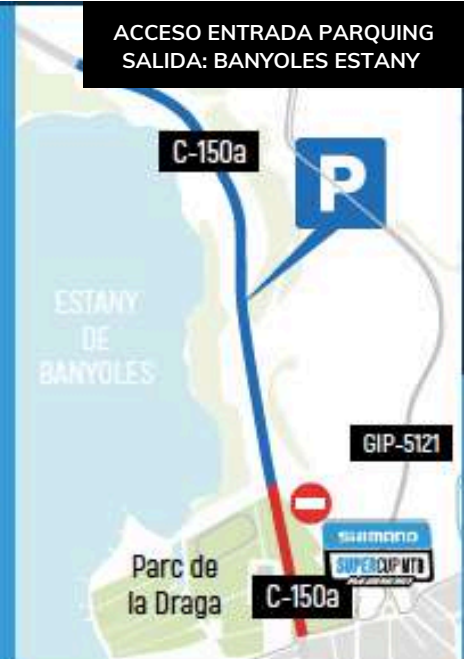 ACCESO ENTRADA PARQUING
SALIDA: BANYOLES ESTANY
C-150a
P
ESTANY
DE
BANYOLES
GIP-5121
SHIMANO
SUPERCUP MTB
Parc de
la Draga
C-150a